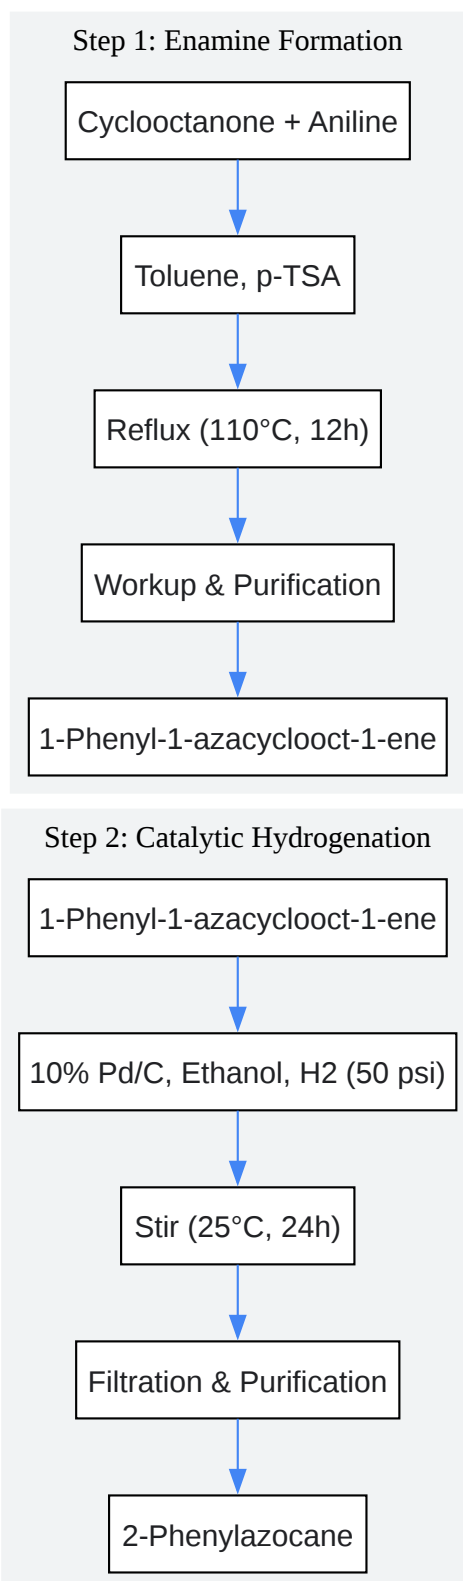 Step 1: Enamine Formation
Cyclooctanone + Aniline
Toluene, p-TSA
Reflux (110°C, 12h)
Workup & Purification
1-Phenyl-1-azacyclooct-1-ene
Step 2: Catalytic Hydrogenation
1-Phenyl-1-azacyclooct-1-ene
10% Pd/C, Ethanol, H2 (50 psi)
Stir (25°C, 24h)
Filtration & Purification
2-Phenylazocane